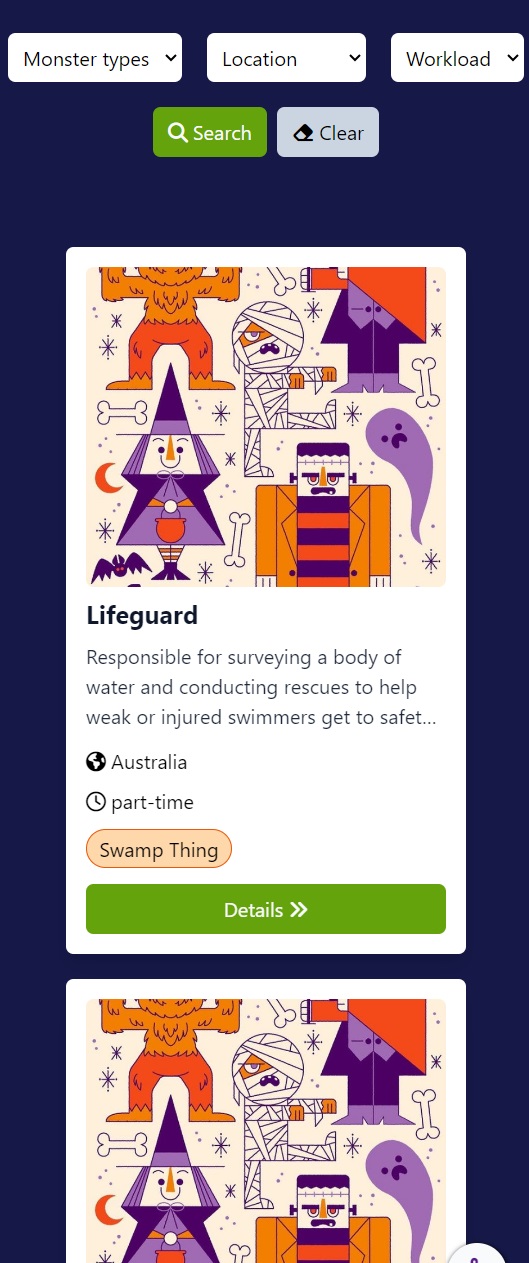 Monster types Location Workload
Search Clear
Lifeguard
Responsible for surveying a body of
water and conducting rescues to help
weak or injured swimmers get to safet...
Australia
part-time
Swamp Thing
Details